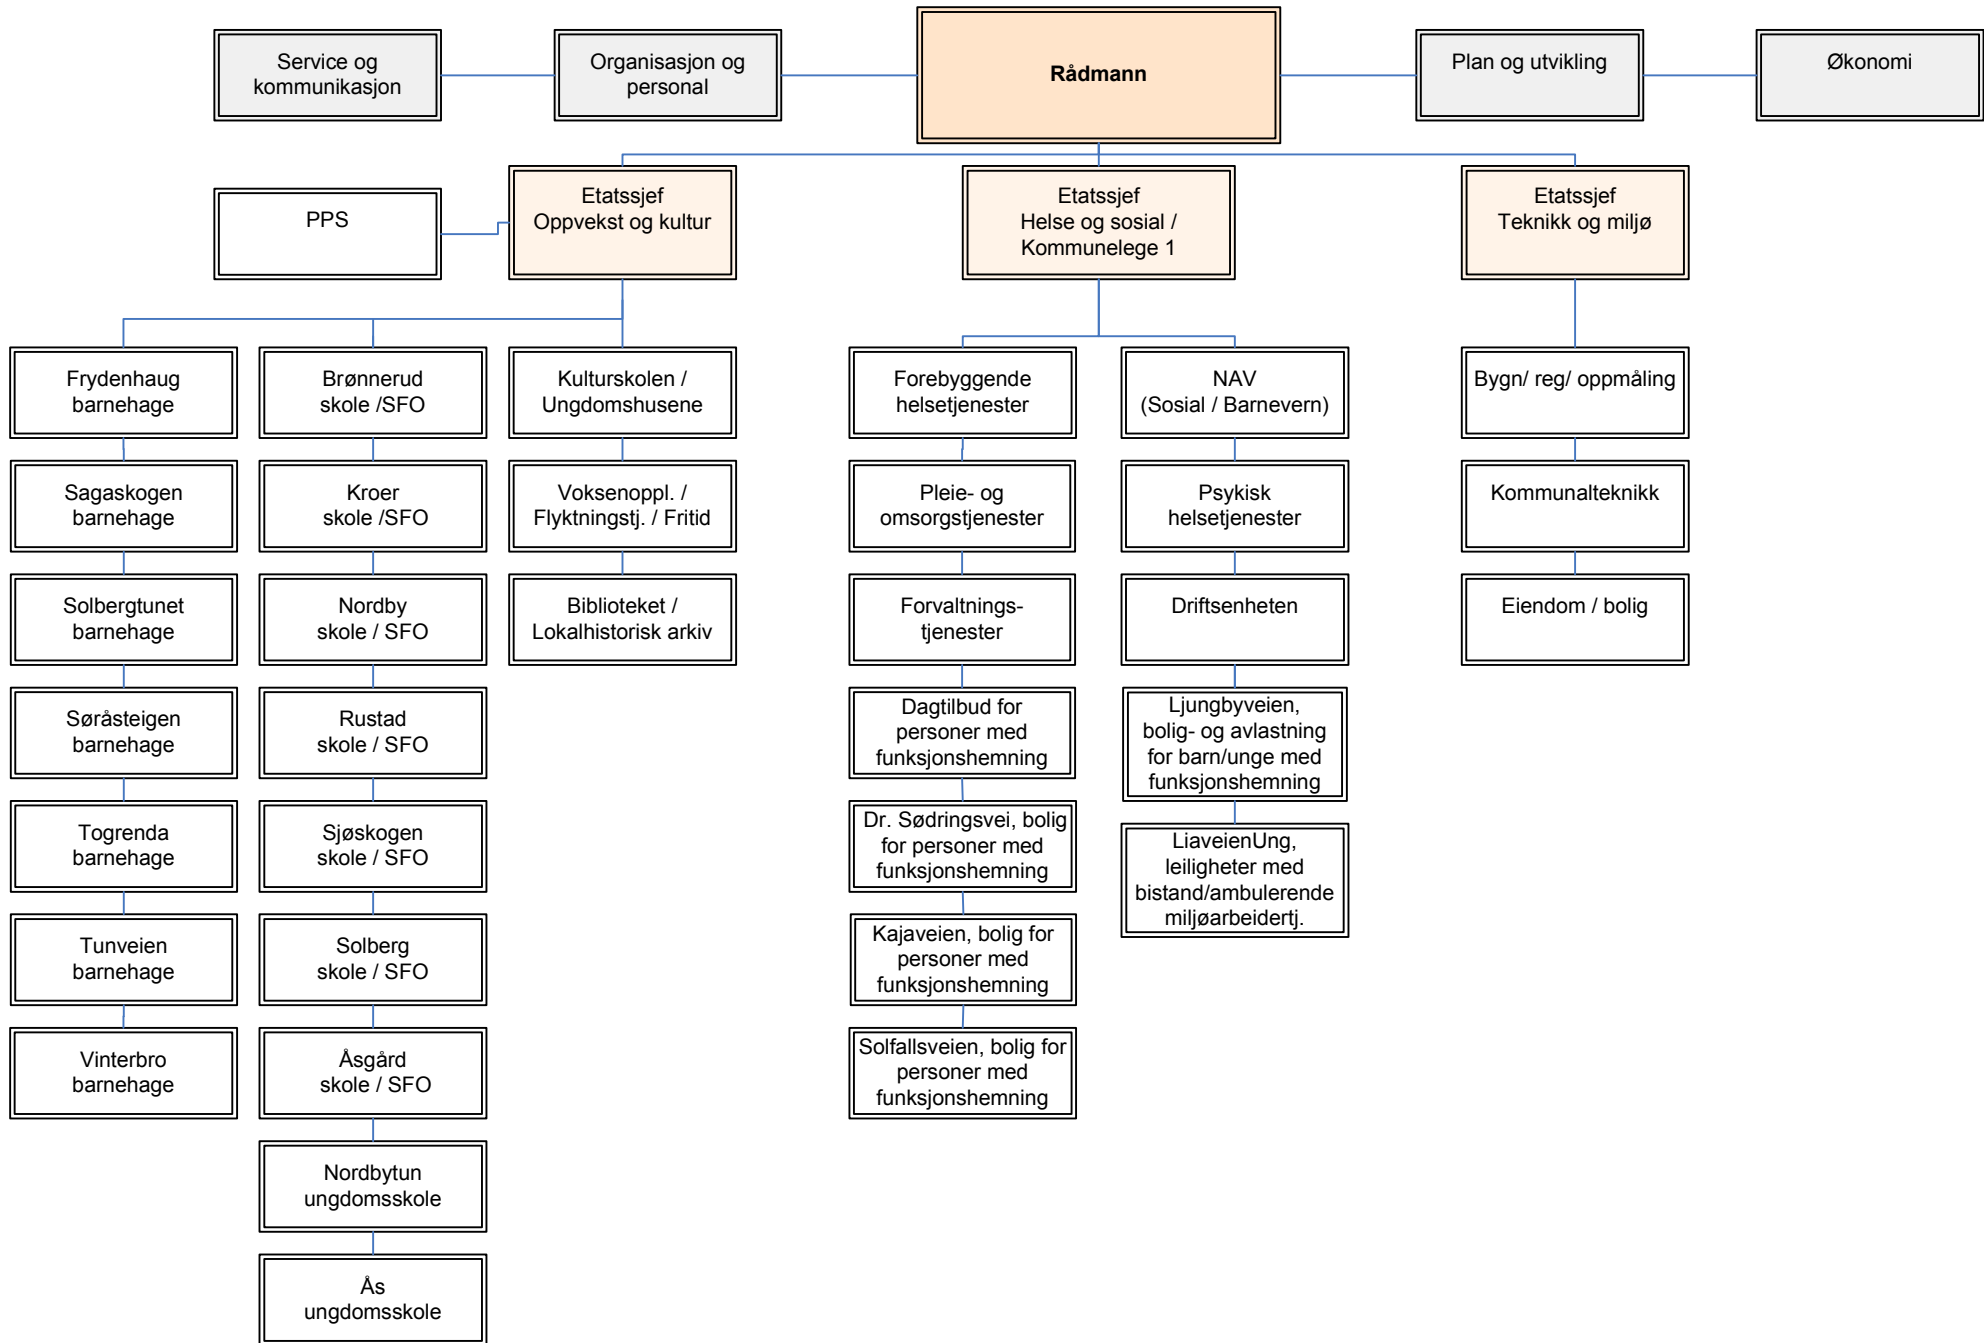 Service og
kommunikasjon
Organisasjon og
personal
Rådmann
Plan og utvikling
Økonomi
PPS
Etatssjef
Oppvekst og kultur
Etatssjef
Helse og sosial /
Kommunelege 1
Etatssjef
Teknikk og miljø
Frydenhaug
barnehage
Sagaskogen
barnehage
Solbergtunet
barnehage
Søråsteigen
barnehage
Togrenda
barnehage
Tunveien
barnehage
Vinterbro
barnehage
Brønnerud
skole /SFO
Kroer
skole /SFO
Nordby
skole / SFO
Rustad
skole / SFO
Sjøskogen
skole / SFO
Solberg
skole / SFO
Åsgård
skole / SFO
Nordbytun
ungdomsskole
Ås
ungdomsskole
Kulturskolen /
Ungdomshusene
Voksenoppl. /
Flyktningstj. / Fritid
Biblioteket /
Lokalhistorisk arkiv
Forebyggende
helsetjenester
Pleie- og
omsorgstjenester
Forvaltnings-
tjenester
Dagtilbud for
personer med
funksjonshemning
Dr. Sødringsvei, bolig
for personer med
funksjonshemning
Kajaveien, bolig for
personer med
funksjonshemning
Solfallsveien, bolig for
personer med
funksjonshemning
NAV
(Sosial / Barnevern)
Psykisk
helsetjenester
Driftsenheten
Ljungbyveien,
bolig- og avlastning
for barn/unge med
funksjonshemning
LiaveienUng,
leiligheter med
bistand/ambulerende
miljøarbeidertj.
Bygn/ reg/ oppmåling
Kommunalteknikk
Eiendom / bolig